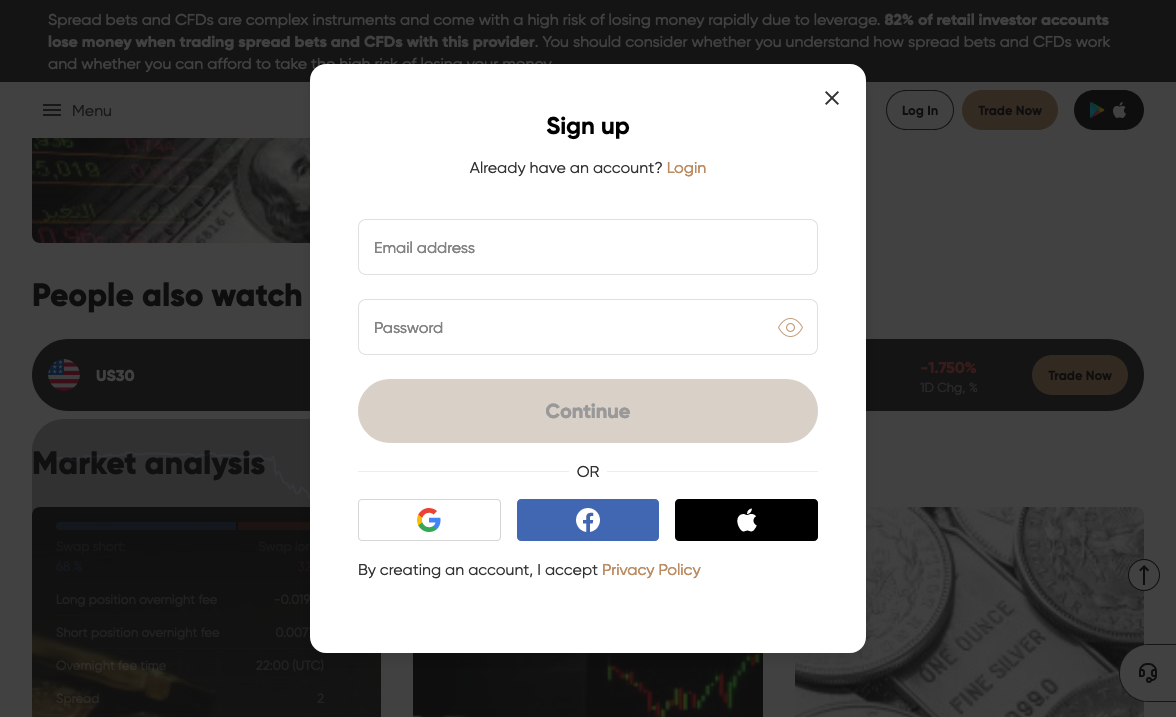 Spread bets and CFDs are complex instruments and come with a high risk of losing money rapidly due to leverage. 82% of retail investor accounts
lose money when trading spread bets and CFDs with this provider. You should consider whether you understand how spread bets and CFDs work
and whether you can afford to take the high risk of losing your money.
Menu
Log In
Trade Now
Sign up
Already have an account? Login
Email address
Password
Continue
OR
By creating an account, I accept Privacy Policy
5,019
People also watch
US30
-1.750%
1D Chg, %
Trade Now
Market analysis
Swap short:
Swap lon
68 %
Long position overnight fee
-0.019
Short position overnight fee
0.007
Overnight fee time
22:00 (UTC)
Spread
2
ONE OUNCE
FINE SILVER
999.0